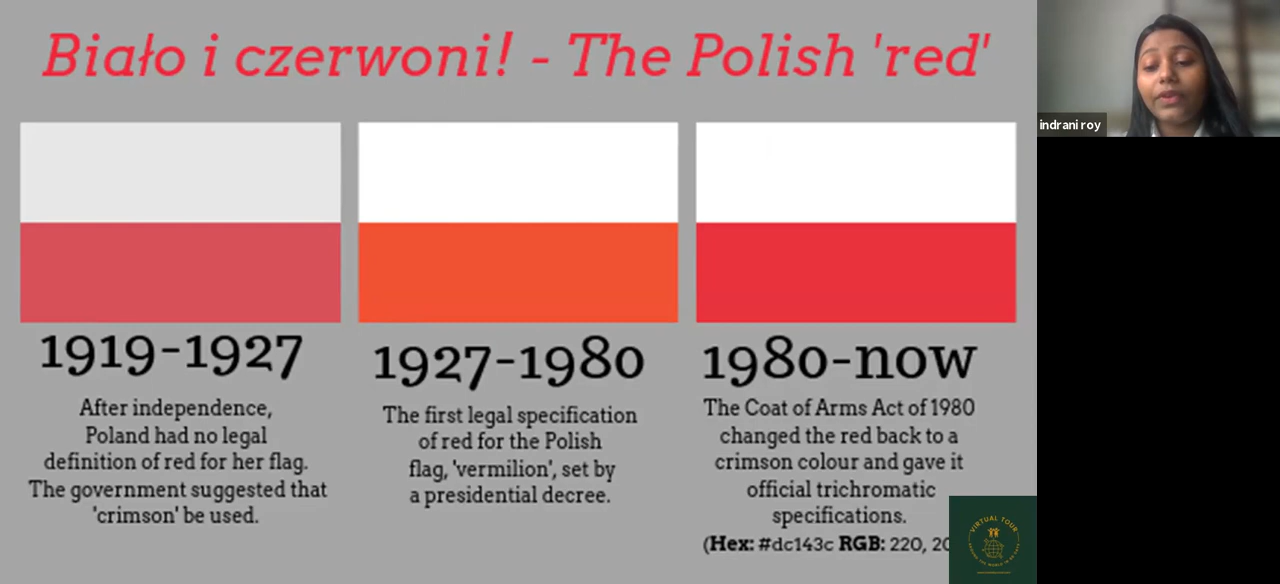 Biało i czerwoni! - The Polish 'red'
1919-1927
After independence,
Poland had no legal
definition of red for her flag.
The government suggested that
'crimson' be used.
1927-1980
The first legal specification
of red for the Polish
flag, 'vermilion', set by
a presidential decree.
1980-now
The Coat of Arms Act of 1980
changed the red back to a
crimson colour and gave it
official trichromatic
specifications.
(Hex: #dc143c RGB: 220, 20
indrani roy
VIRTUAL TOUR